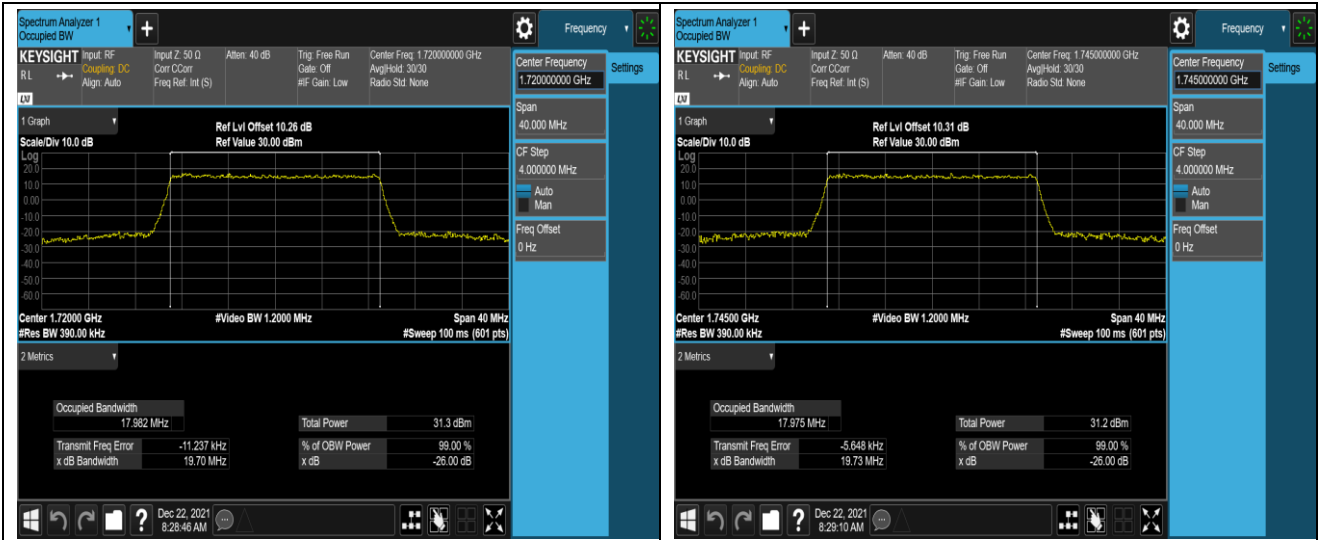 Spectrum Analyzer 1
Occupied BW
Frequency
KEYSIGHT Input: RF Input Z: 50 Ω Atten: 40 dB Trig: Free Run Center Freq: 1.720000000 GHz
Coupling: DC Corr CCorr Gate: Off Avg|Hold: 30/30
RL Align: Auto Freq Ref: Int (S) #IF Gain: Low Radio Std: None
LXI
Center Frequency
1.720000000 GHz
Settings
Span
40.000 MHz
CF Step
4.000000 MHz
Auto
Man
Freq Offset
0 Hz
1 Graph
Ref Lvl Offset 10.26 dB
Scale/Div 10.0 dB Ref Value 30.00 dBm
Log
20.0
10.0
0.00
-10.0
-20.0
-30.0
-40.0
-50.0
-60.0
Center 1.72000 GHz #Video BW 1.2000 MHz Span 40 MHz
#Res BW 390.00 kHz #Sweep 100 ms (601 pts)
2 Metrics
Occupied Bandwidth
17.982 MHz Total Power 31.3 dBm
Transmit Freq Error -11.237 kHz % of OBW Power 99.00 %
x dB Bandwidth 19.70 MHz x dB -26.00 dB
? Dec 22, 2021
8:28:46 AM
Spectrum Analyzer 1
Occupied BW
Frequency
KEYSIGHT Input: RF Input Z: 50 Ω Atten: 40 dB Trig: Free Run Center Freq: 1.745000000 GHz
Coupling: DC Corr CCorr Gate: Off Avg|Hold: 30/30
RL Align: Auto Freq Ref: Int (S) #IF Gain: Low Radio Std: None
LXI
Center Frequency
1.745000000 GHz
Settings
Span
40.000 MHz
CF Step
4.000000 MHz
Auto
Man
Freq Offset
0 Hz
1 Graph
Ref Lvl Offset 10.31 dB
Scale/Div 10.0 dB Ref Value 30.00 dBm
Log
20.0
10.0
0.00
-10.0
-20.0
-30.0
-40.0
-50.0
-60.0
Center 1.74500 GHz #Video BW 1.2000 MHz Span 40 MHz
#Res BW 390.00 kHz #Sweep 100 ms (601 pts)
2 Metrics
Occupied Bandwidth
17.975 MHz Total Power 31.2 dBm
Transmit Freq Error -5.648 kHz % of OBW Power 99.00 %
x dB Bandwidth 19.73 MHz x dB -26.00 dB
? Dec 22, 2021
8:29:10 AM